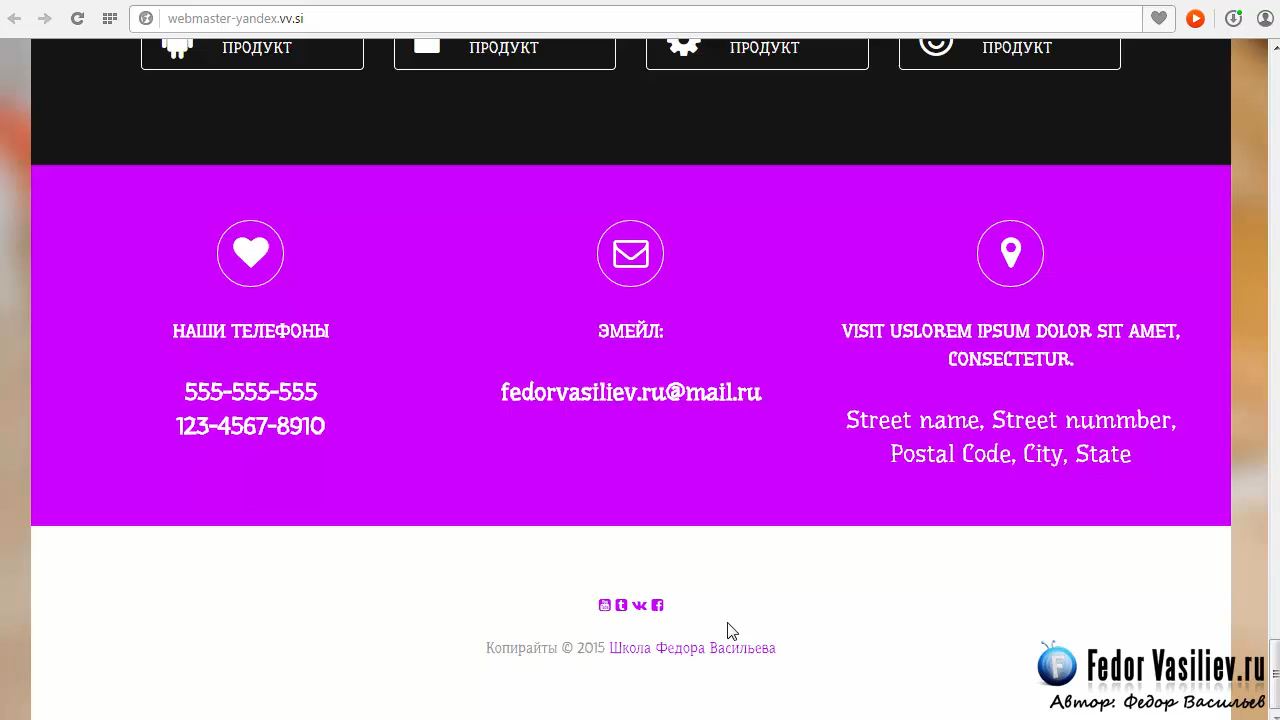 webmaster-yandex.vv.si
ПРОДУКТ ПРОДУКТ ПРОДУКТ ПРОДУКТ
НАШИ ТЕЛЕФОНЫ
555-555-555
123-4567-8910
ЭМЕЙЛ:
fedorvasiliev.ru@mail.ru
VISIT USLOREM IPSUM DOLOR SIT AMET,
CONSECTETUR.
Street name, Street nummber,
Postal Code, City, State
Копирайты © 2015 Школа Федора Васильева
Fedor Vasiliev.ru
Автор: Федор Васильев